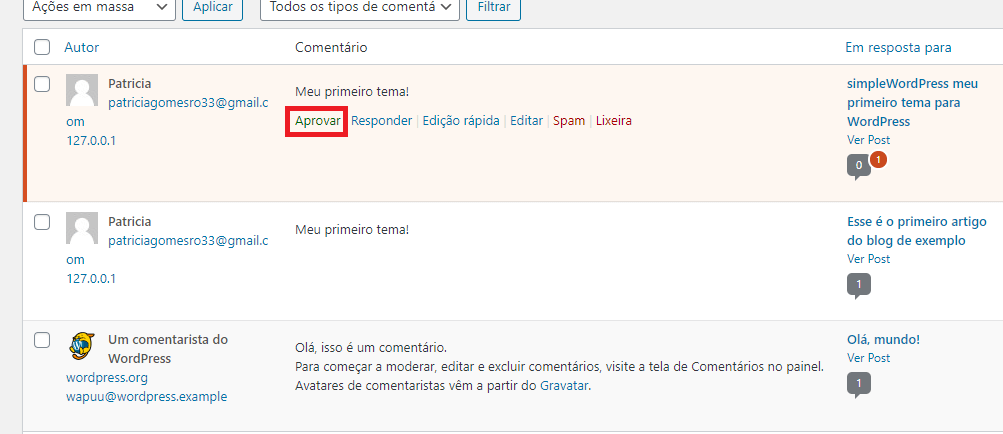 Ações em massa Aplicar Todos os tipos de comentá Filtrar
Autor Comentário Em resposta para
Patricia
patriciagomesro33@gmail.c
om
127.0.0.1
Meu primeiro tema!
Aprovar Responder | Edição rápida | Editar | Spam | Lixeira
simpleWordPress meu
primeiro tema para
WordPress
Ver Post
0 1
Patricia
patriciagomesro33@gmail.c
om
127.0.0.1
Meu primeiro tema!
Esse é o primeiro artigo
do blog de exemplo
Ver Post
1
Um comentarista do
WordPress
wordpress.org
wapuu@wordpress.example
Olá, isso é um comentário.
Para começar a moderar, editar e excluir comentários, visite a tela de Comentários no painel.
Avatares de comentaristas vêm a partir do Gravatar.
Olá, mundo!
Ver Post
1